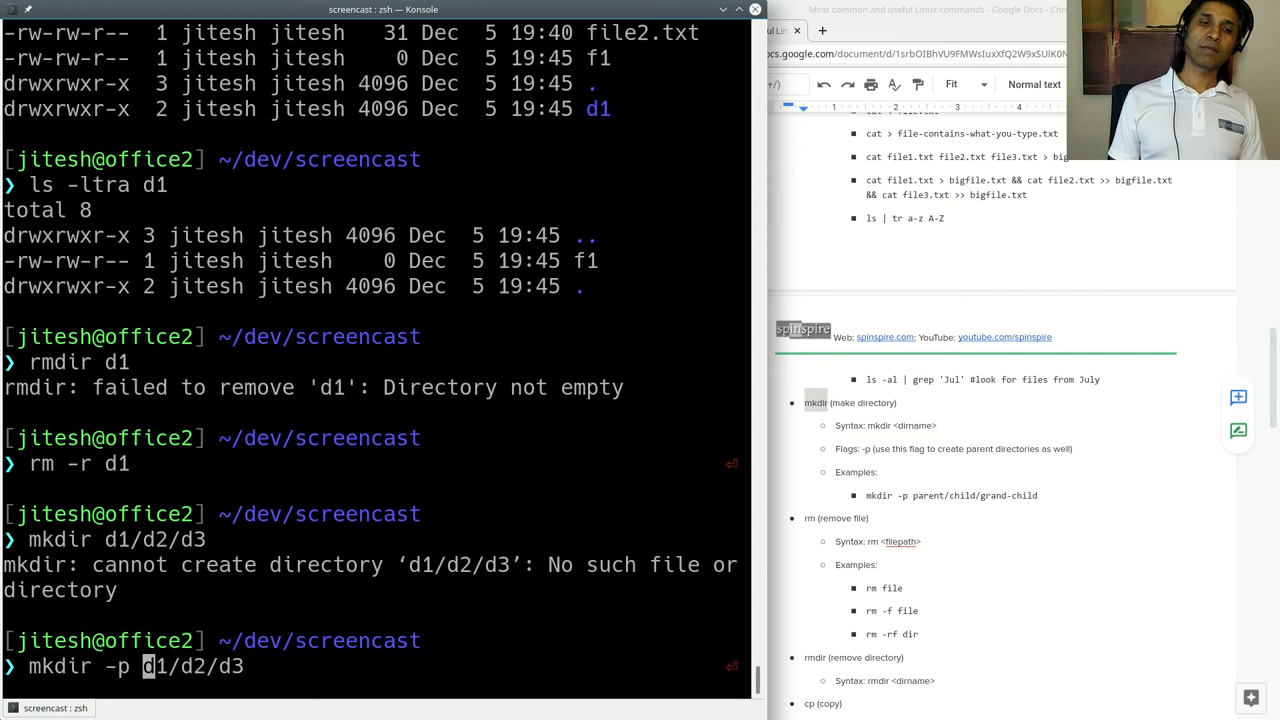 screencast : zsh — Konsole
-rw-rw-r-- 1 jitesh jitesh 31 Dec 5 19:40 file2.txt
-rw-rw-r-- 1 jitesh jitesh 0 Dec 5 19:45 f1
drwxrwxr-x 3 jitesh jitesh 4096 Dec 5 19:45 .
drwxrwxr-x 2 jitesh jitesh 4096 Dec 5 19:45 d1
[jitesh@office2] ~/dev/screencast
❯ ls -ltra d1
total 8
drwxrwxr-x 3 jitesh jitesh 4096 Dec 5 19:45 ..
-rw-rw-r-- 1 jitesh jitesh 0 Dec 5 19:45 f1
drwxrwxr-x 2 jitesh jitesh 4096 Dec 5 19:45 .
[jitesh@office2] ~/dev/screencast
❯ rmdir d1
rmdir: failed to remove 'd1': Directory not empty
[jitesh@office2] ~/dev/screencast
❯ rm -r d1 ⏎
[jitesh@office2] ~/dev/screencast
❯ mkdir d1/d2/d3
mkdir: cannot create directory ‘d1/d2/d3’: No such file or
directory
[jitesh@office2] ~/dev/screencast
❯ mkdir -p d1/d2/d3 ⏎
screencast : zsh
Most common and useful Linux commands - Google Docs - Chr
ul Lin
Fit Normal text
1 2 3 4
cat > file-contains-what-you-type.txt
cat file1.txt file2.txt file3.txt > big
cat file1.txt > bigfile.txt && cat file2.txt >> bigfile.txt
&& cat file3.txt >> bigfile.txt
ls | tr a-z A-Z
spinspire Web: spinspire.com; YouTube: youtube.com/spinspire
ls -al | grep 'Jul' #look for files from July
mkdir (make directory)
Syntax: mkdir <dirname>
Flags: -p (use this flag to create parent directories as well)
Examples:
mkdir -p parent/child/grand-child
rm (remove file)
Syntax: rm <filepath>
Examples:
rm file
rm -f file
rm -rf dir
rmdir (remove directory)
Syntax: rmdir <dirname>
cp (copy)